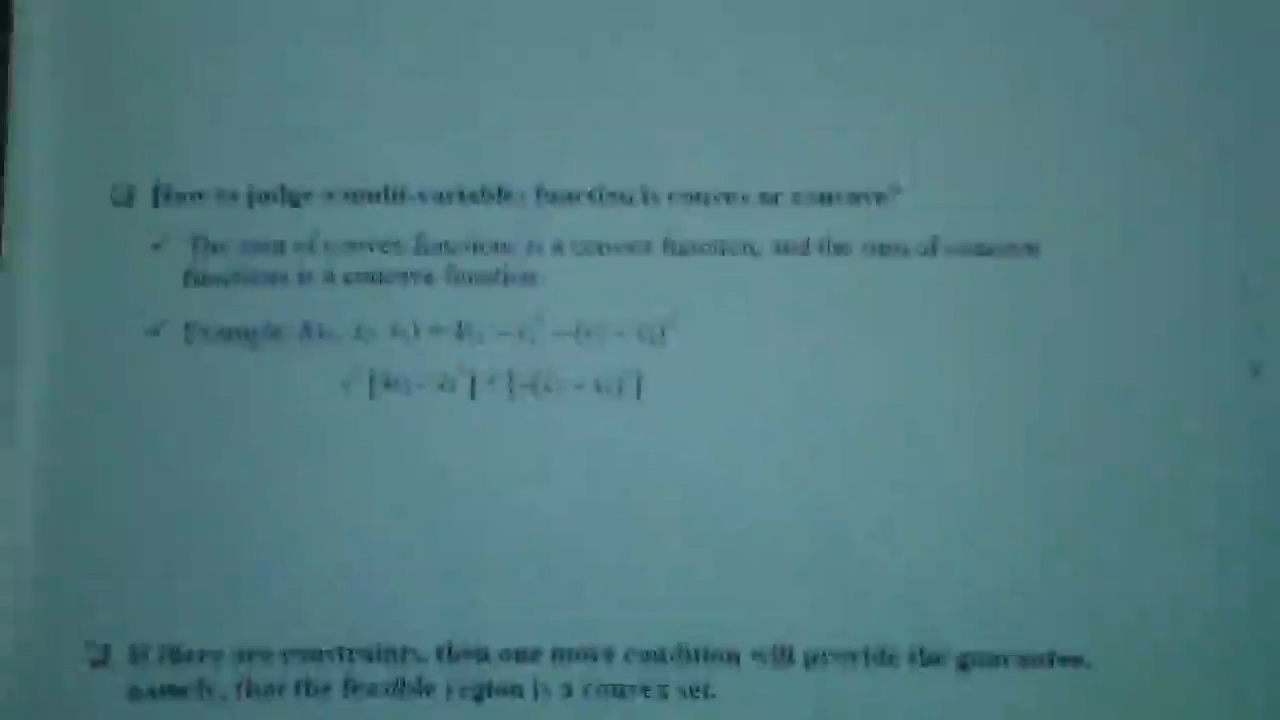 How to judge a multi-variables function is convex or concave?
The sum of convex functions is a convex function, and the sum of concave
functions is a concave function.
Example:
If there are constraints, then one more condition will provide the guarantee,
namely, that the feasible region is a convex set.